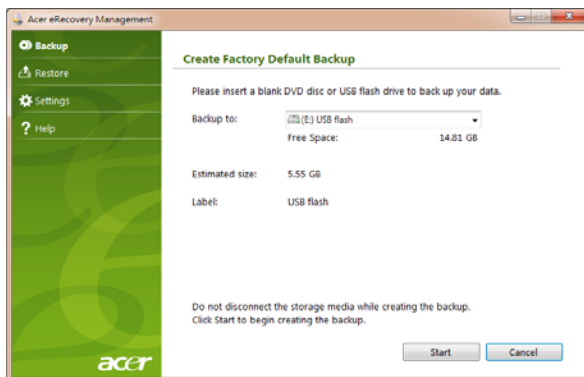 Acer eRecovery Management
Backup
Restore
Settings
Help
Create Factory Default Backup
Please insert a blank DVD disc or USB flash drive to back up your data.
Backup to: (E:) USB flash
Free Space: 14.81 GB
Estimated size: 5.55 GB
Label: USB flash
Do not disconnect the storage media while creating the backup.
Click Start to begin creating the backup.
Start Cancel
acer